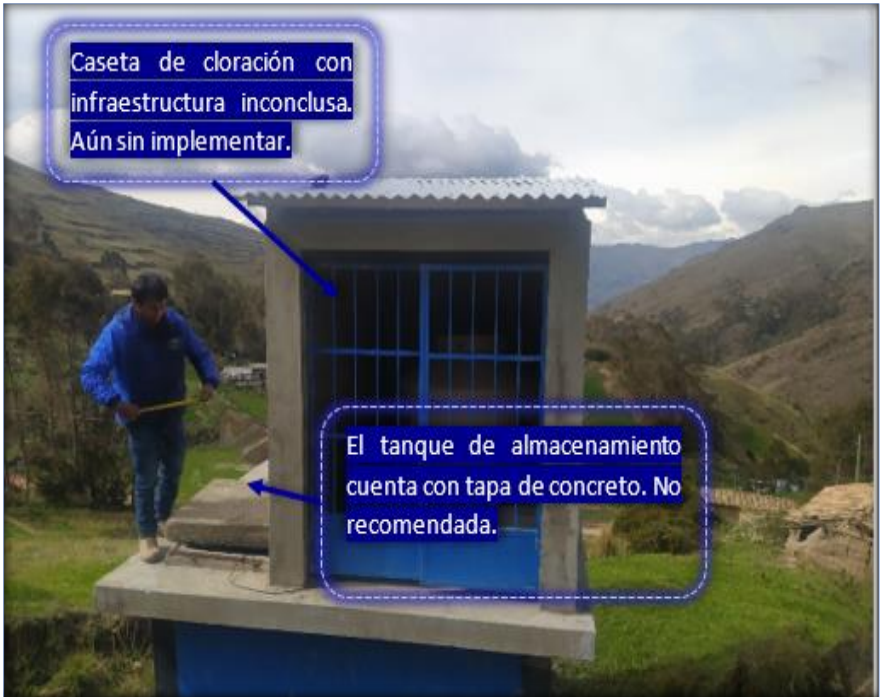 Caseta de cloración con
infraestructura inconclusa.
Aún sin implementar.
El tanque de almacenamiento
cuenta con tapa de concreto. No
recomendada.